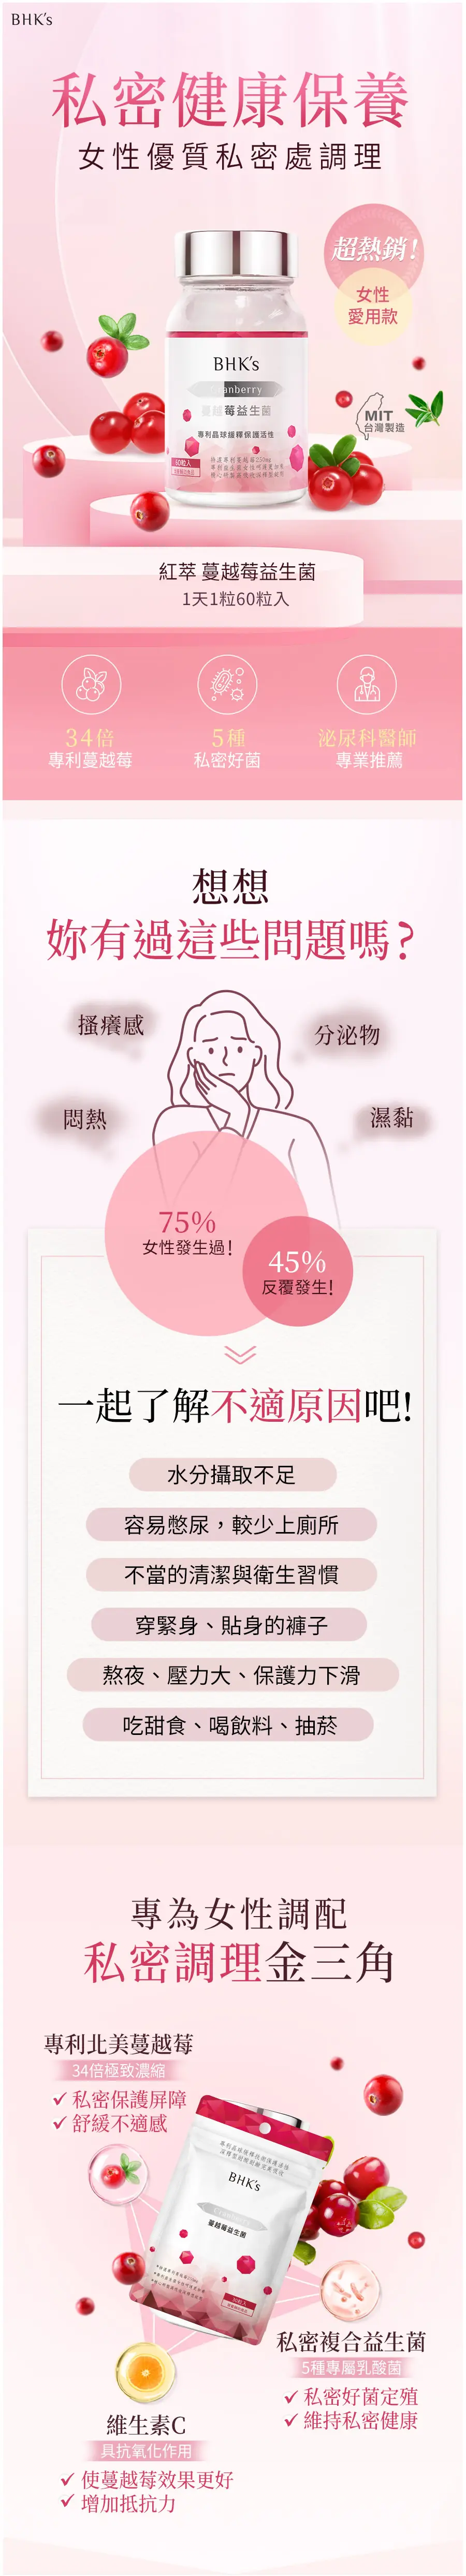 BHK's
私密健康保養
女性優質私密處調理
超熱銷!
女性
愛用款
BHK's
anberry
蔓越莓益生菌
專利晶球緩釋保護活性
60粒入
MIT
台灣製造
紅萃 蔓越莓益生菌
1天1粒60粒入
34倍
專利蔓越莓
5種
私密好菌
泌尿科醫師
專業推薦
想想
妳有過這些問題嗎?
搔癢感
分泌物
悶熱
濕黏
75%
女性發生過!
45%
反覆發生!
一起了解不適原因吧!
水分攝取不足
容易憋尿，較少上廁所
不當的清潔與衛生習慣
穿緊身、貼身的褲子
熬夜、壓力大、保護力下滑
吃甜食、喝飲料、抽菸
專為女性調配
私密調理金三角
專利北美蔓越莓
34倍極致濃縮
✓ 私密保護屏障
✓ 舒緩不適感
BHK's
蔓越莓益生菌
私密複合益生菌
5種專屬乳酸菌
✓ 私密好菌定殖
✓ 維持私密健康
維生素C
具抗氧化作用
✓ 使蔓越莓效果更好
✓ 增加抵抗力